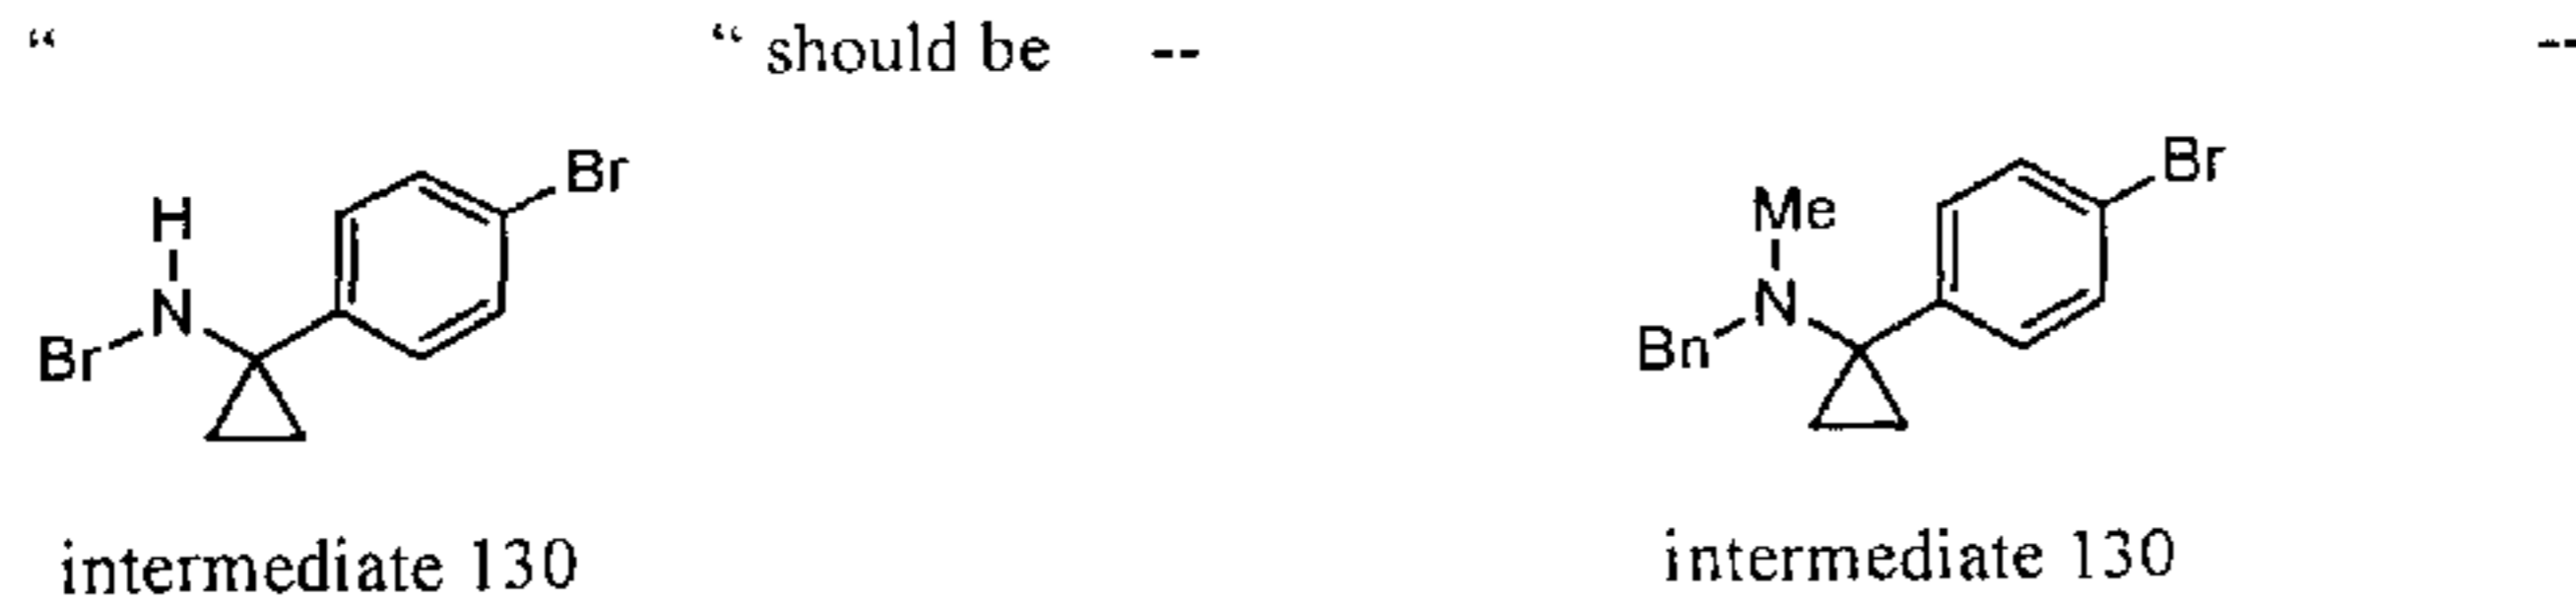 “ “ should be -- --
Br Br
H Me
N N
Br Bn
intermediate 130 intermediate 130